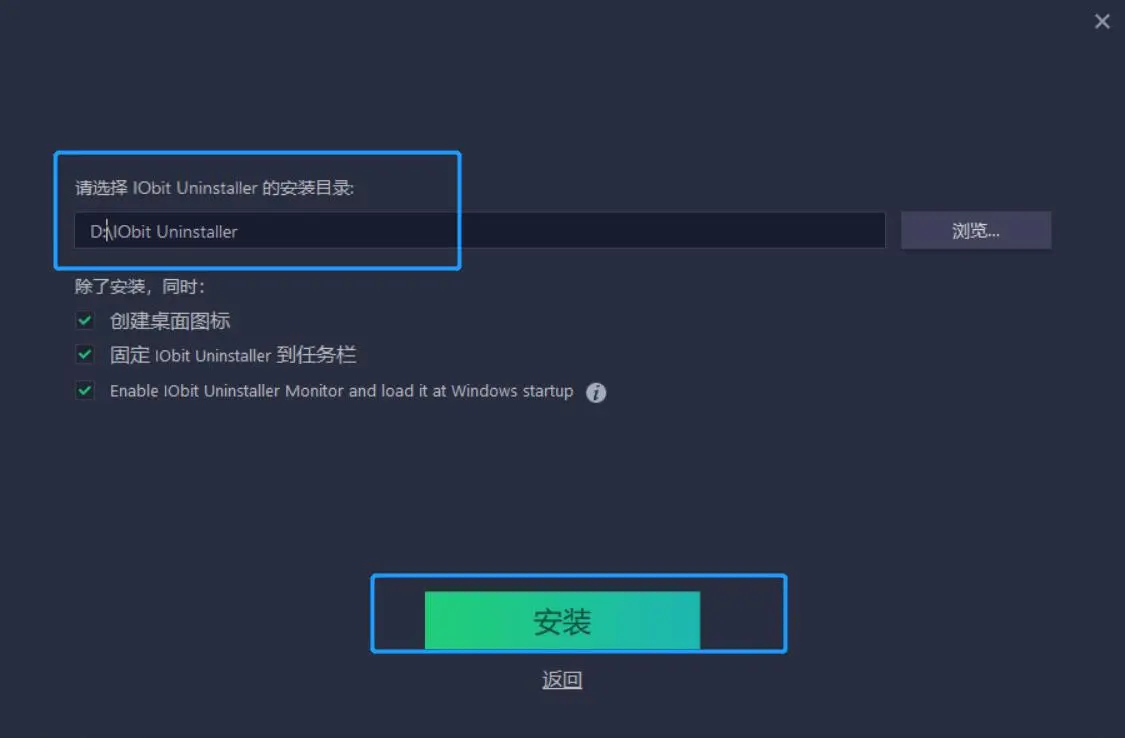 请选择 IObit Uninstaller 的安装目录:
D:\IObit Uninstaller
浏览...
除了安装，同时：
创建桌面图标
固定 IObit Uninstaller 到任务栏
Enable IObit Uninstaller Monitor and load it at Windows startup
安装
返回